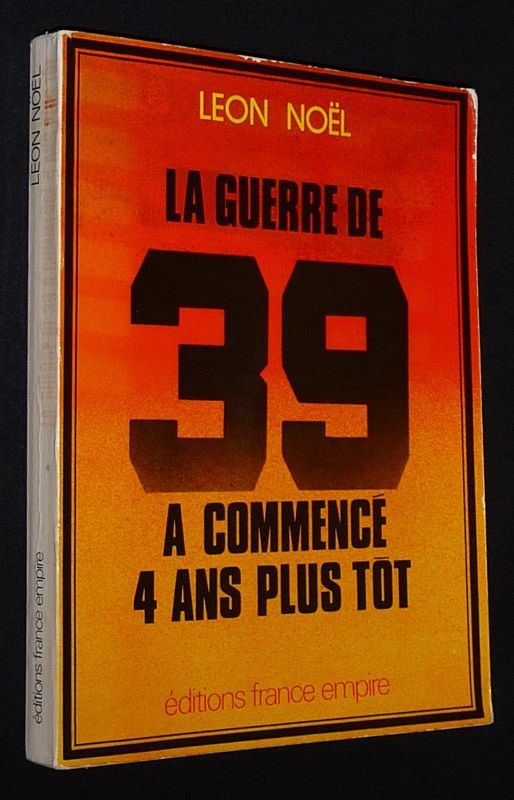 LEON NOËL
LA GUERRE DE
39
A COMMENCÉ
4 ANS PLUS TÔT
éditions france empire
LEON NOËL
éditions france empire